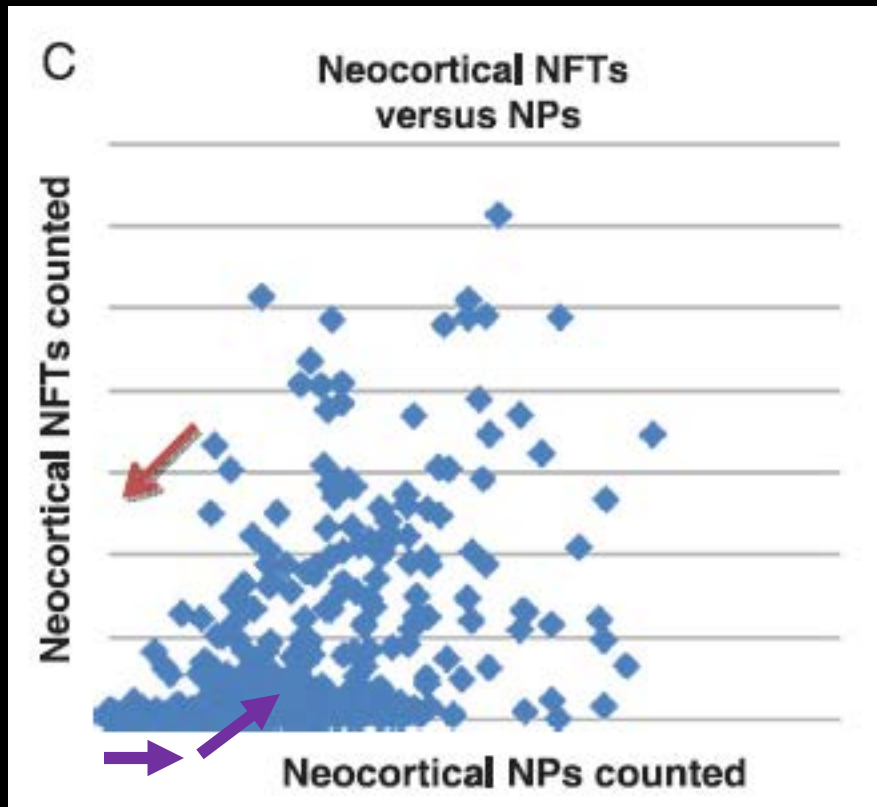 C
Neocortical NFTs
versus NPs
Neocortical NFTs counted
Neocortical NPs counted